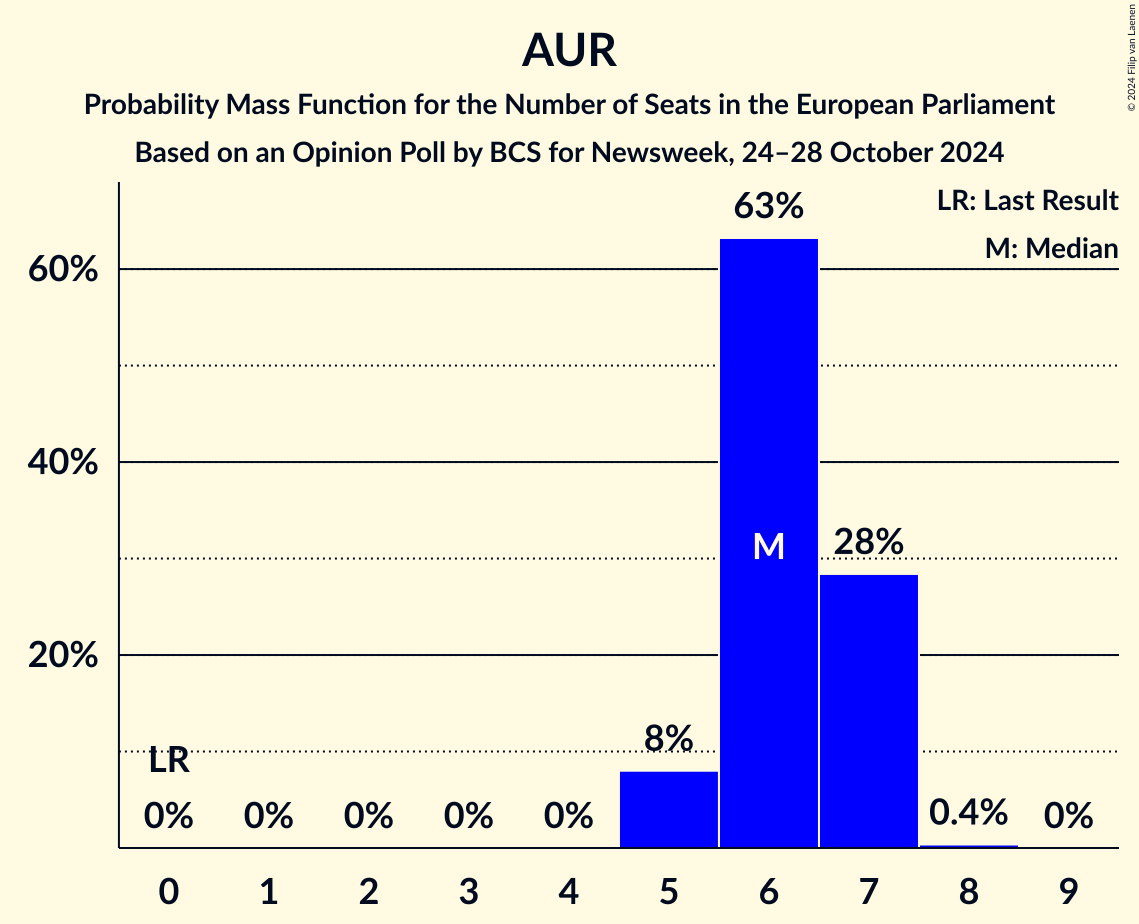 AUR
Probability Mass Function for the Number of Seats in the European Parliament
Based on an Opinion Poll by BCS for Newsweek, 24–28 October 2024
© 2024 Filip van Laenen
LR: Last Result
M: Median
63%
60%
40%
M
28%
20%
8%
LR
0%
0%
0%
0%
0%
0.4%
0%
0
1
2
3
4
5
6
7
8
9